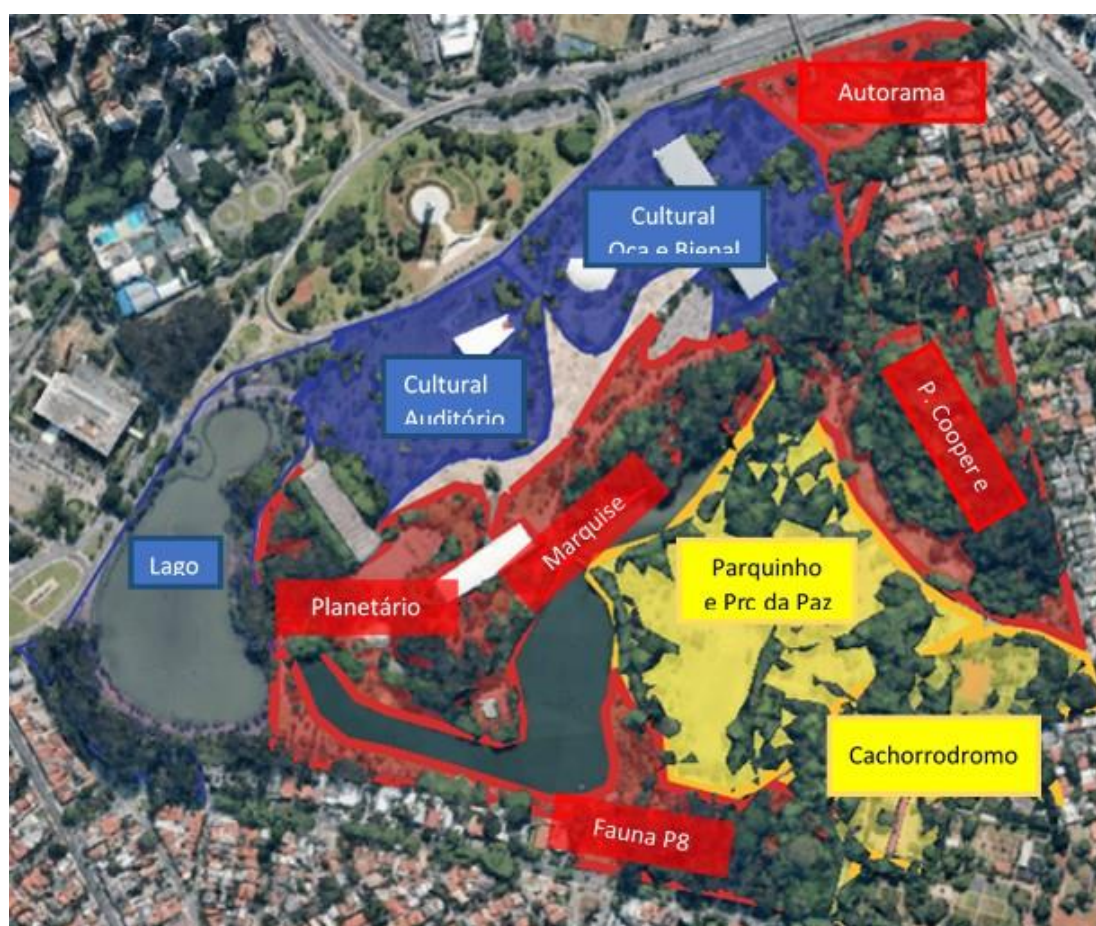 Autorama
Cultural
Oca e Bienal
Cultural
Auditório
P. Cooper e
Marquise
Lago
Parquinho
e Prc da Paz
Planetário
Cachorrodromo
Fauna P8